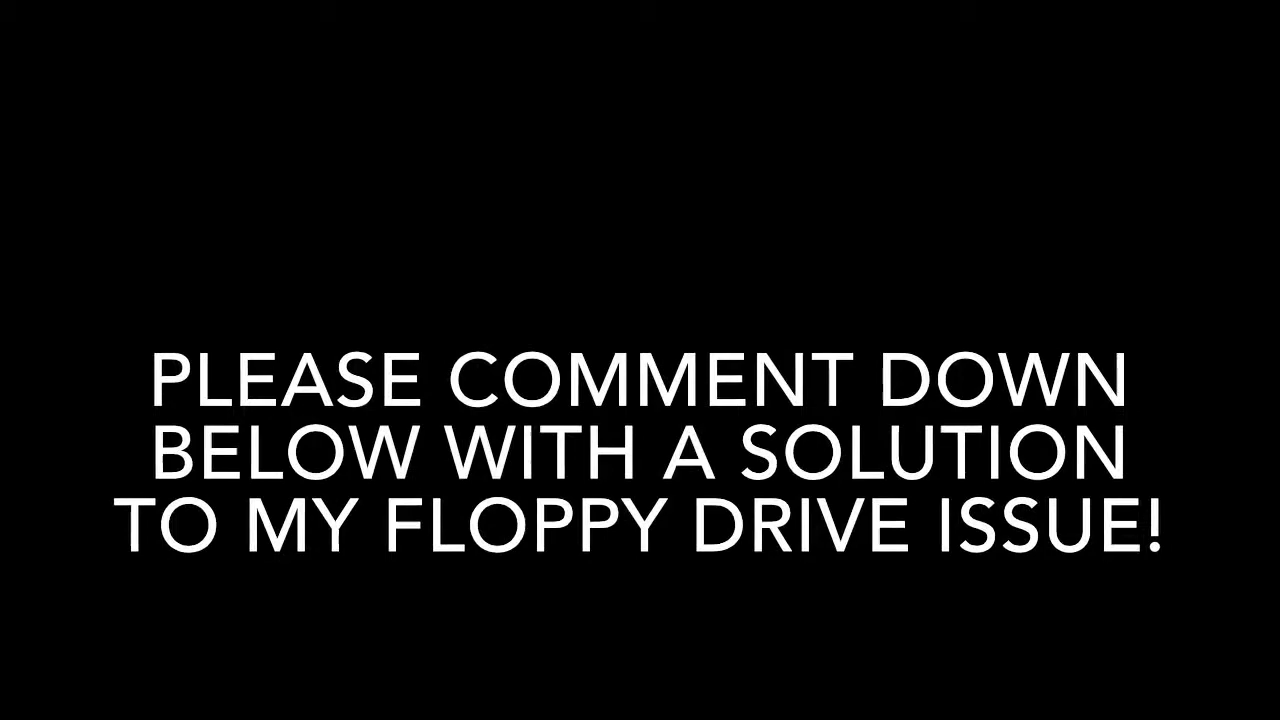 PLEASE COMMENT DOWN
BELOW WITH A SOLUTION
TO MY FLOPPY DRIVE ISSUE!